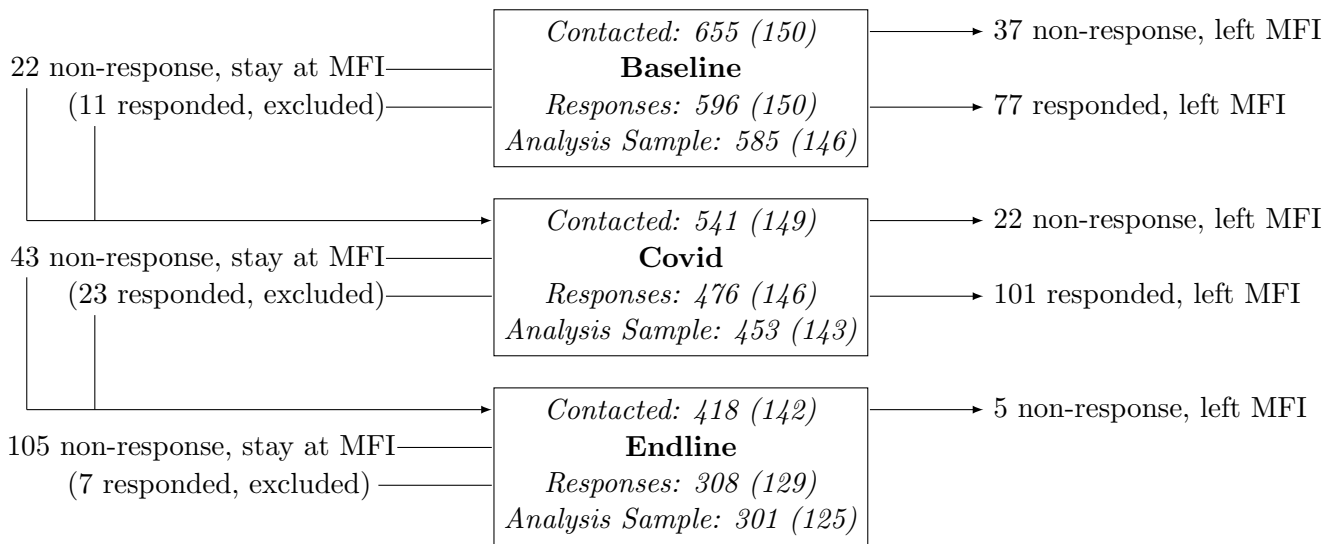 Contacted: 655 (150)
37 non-response, left MFI
22 non-response, stay at MFI
Baseline
(11 responded, excluded)
Responses: 596 (150)
77 responded, left MFI
Analysis Sample: 585 (146)
Contacted: 541 (149)
22 non-response, left MFI
43 non-response, stay at MFI
Covid
(23 responded, excluded)
Responses: 476 (146)
101 responded, left MFI
Analysis Sample: 453 (143)
Contacted: 418 (142)
5 non-response, left MFI
105 non-response, stay at MFI
Endline
(7 responded, excluded)
Responses: 308 (129)
Analysis Sample: 301 (125)